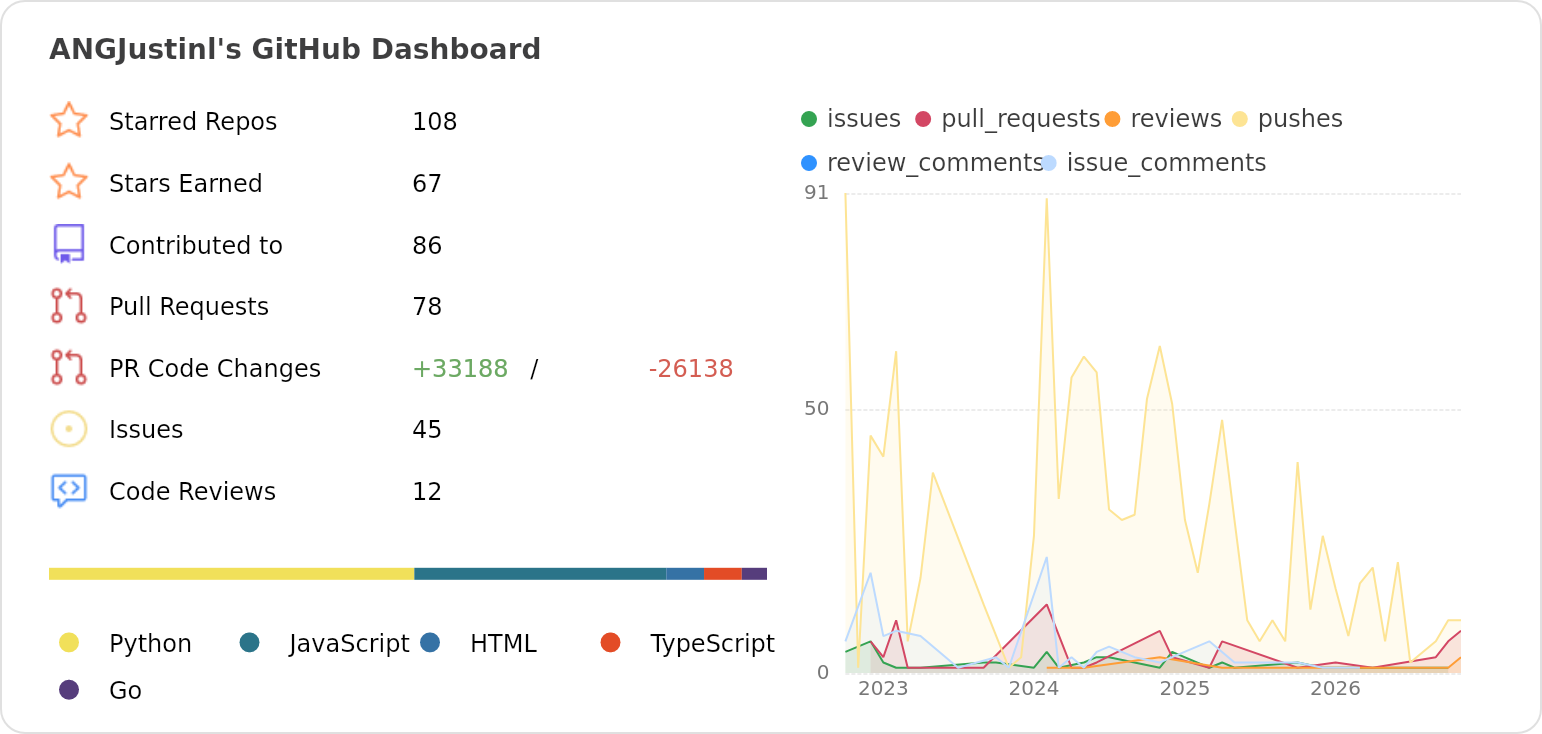 ANGJustinl's GitHub Dashboard
Starred Repos 108
Stars Earned 67
Contributed to 86
Pull Requests 78
PR Code Changes +33188 / -26138
Issues 45
Code Reviews 12
Python JavaScript HTML TypeScript
Go
issues pull_requests reviews pushes
review_comments issue_comments
91
50
0
2023 2024 2025 2026